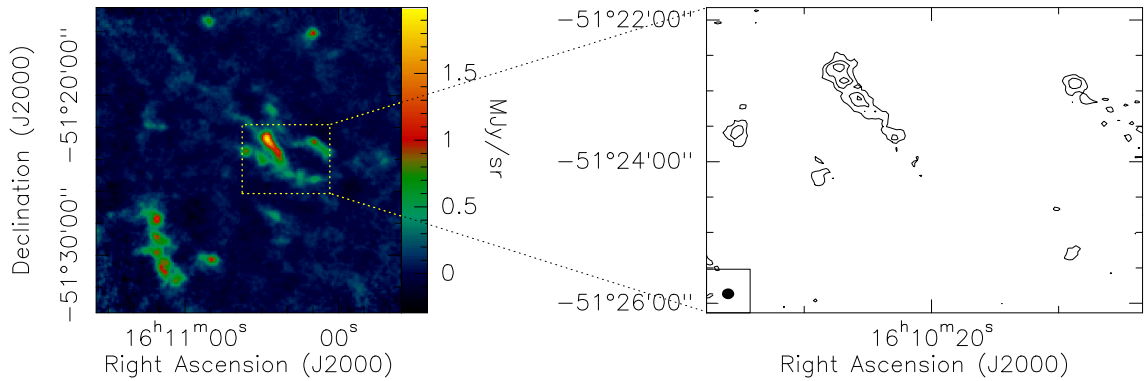 Declination (J2000)
−51°20'00''
−51°30'00''
16ʰ11ᵐ00ˢ
00ˢ
Right Ascension (J2000)
1.5
1
0.5
0
MJy/sr
−51°22'00''
−51°24'00''
−51°26'00''
16ʰ10ᵐ20ˢ
Right Ascension (J2000)